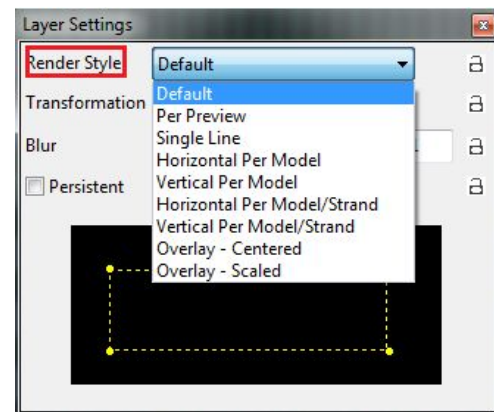 Layer Settings
Render Style Default
Transformation Default
Per Preview
Blur Single Line
Horizontal Per Model
Persistent Vertical Per Model
Horizontal Per Model/Strand
Vertical Per Model/Strand
Overlay - Centered
Overlay - Scaled